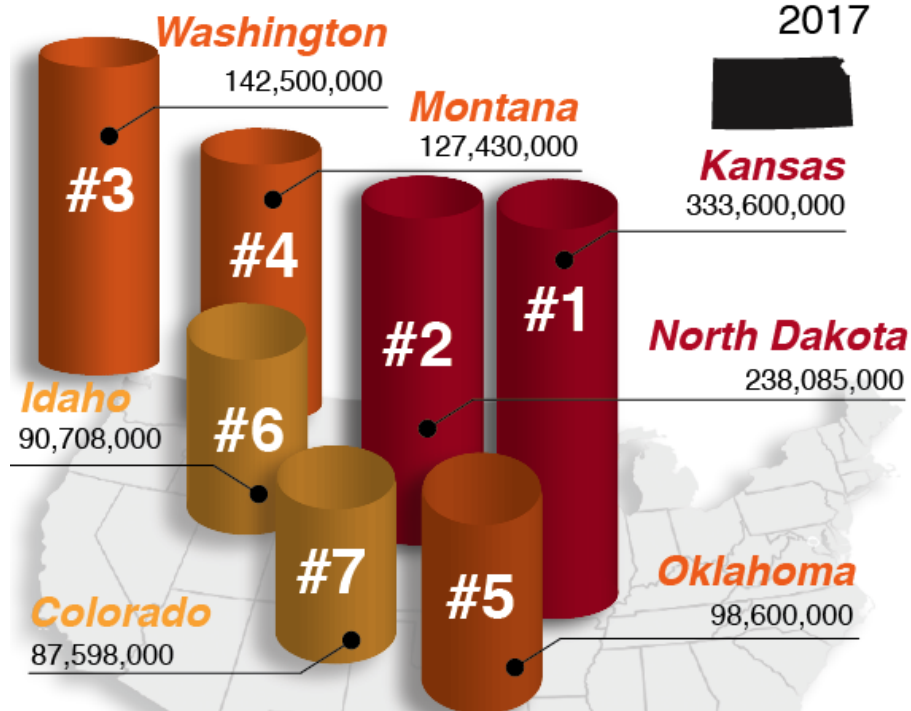 2017
Washington
142,500,000
Montana
127,430,000
Kansas
333,600,000
#3
#4
#2
#1
North Dakota
238,085,000
Idaho
90,708,000
#6
#7
#5
Oklahoma
98,600,000
Colorado
87,598,000